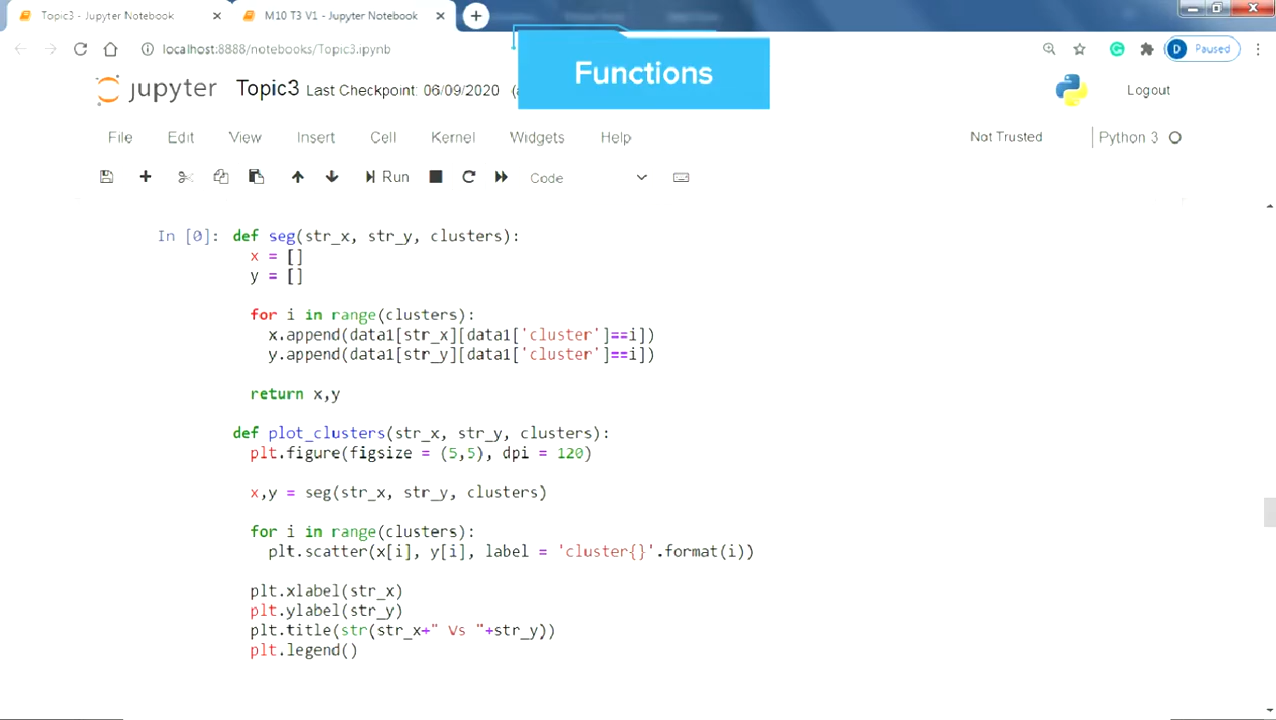 Topic3 - Jupyter Notebook
M10 T3 V1 - Jupyter Notebook
localhost:8888/notebooks/Topic3.ipynb
D Paused
Functions
jupyter Topic3 Last Checkpoint: 06/09/2020
Logout
File Edit View Insert Cell Kernel Widgets Help
Not Trusted Python 3
Run Code
In [0]: def seg(str_x, str_y, clusters):
x = []
y = []
for i in range(clusters):
x.append(data1[str_x][data1['cluster']==i])
y.append(data1[str_y][data1['cluster']==i])
return x,y
def plot_clusters(str_x, str_y, clusters):
plt.figure(figsize = (5,5), dpi = 120)
x,y = seg(str_x, str_y, clusters)
for i in range(clusters):
plt.scatter(x[i], y[i], label = 'cluster{}'.format(i))
plt.xlabel(str_x)
plt.ylabel(str_y)
plt.title(str(str_x+" Vs "+str_y))
plt.legend()